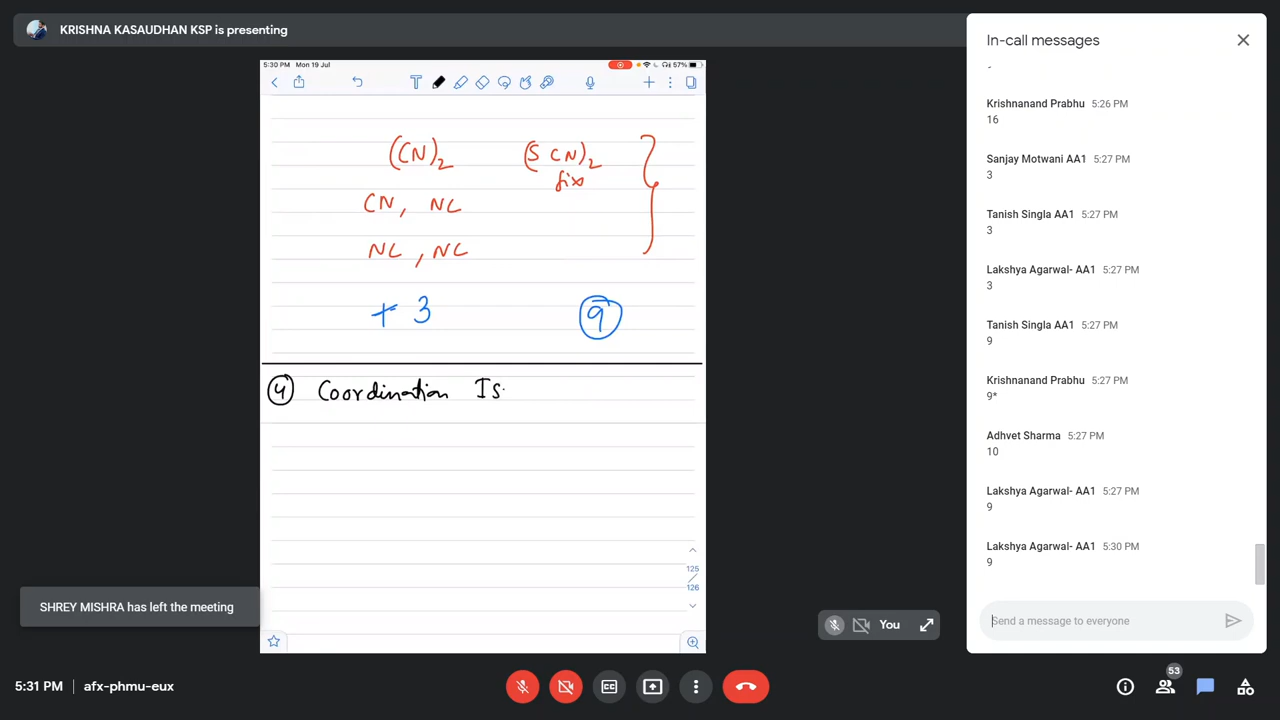 KRISHNA KASAUDHAN KSP is presenting
In-call messages
5:30 PM Mon 19 Jul
57%
(CN)2 (S CN)2
fix
CN, NC
NC, NC
+ 3 9
4 Coordination Is
125
126
Krishnanand Prabhu 5:26 PM
16
Sanjay Motwani AA1 5:27 PM
3
Tanish Singla AA1 5:27 PM
3
Lakshya Agarwal- AA1 5:27 PM
3
Tanish Singla AA1 5:27 PM
9
Krishnanand Prabhu 5:27 PM
9*
Adhvet Sharma 5:27 PM
10
Lakshya Agarwal- AA1 5:27 PM
9
Lakshya Agarwal- AA1 5:30 PM
9
SHREY MISHRA has left the meeting
You
Send a message to everyone
5:31 PM | afx-phmu-eux
53